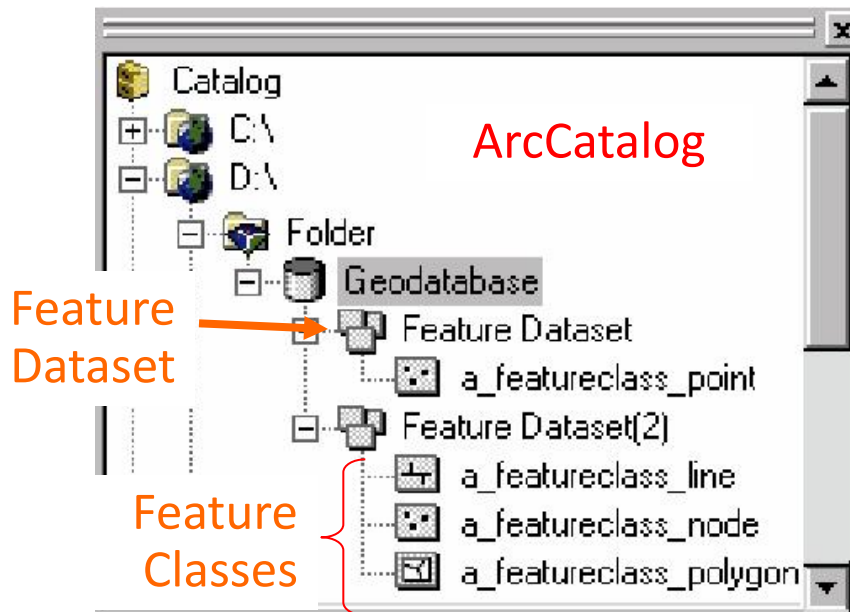 Catalog
C:\
ArcCatalog
D:\
Folder
Geodatabase
Feature
Dataset
Feature Dataset
a_featureclass_point
Feature Dataset(2)
a_featureclass_line
Feature
Classes
a_featureclass_node
a_featureclass_polygon